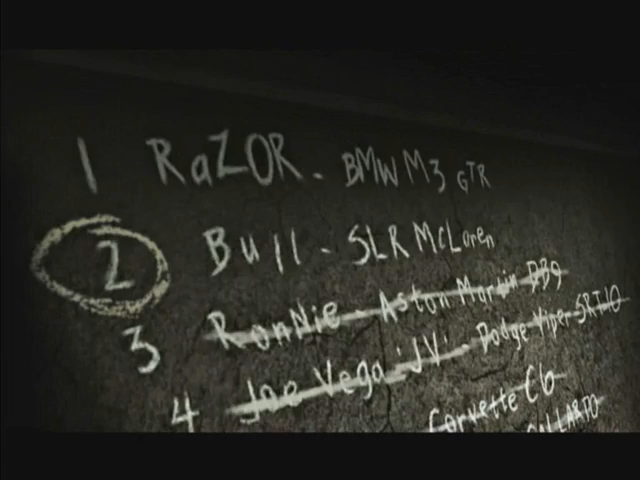 1 RaZOR. BMW M3 GTR
2 Bull - SLR McLaren
3 Ronnie - Aston Martin DB9
4 Joe Vega 'JV' - Dodge Viper SRT10
Corvette C6
GALLARDO